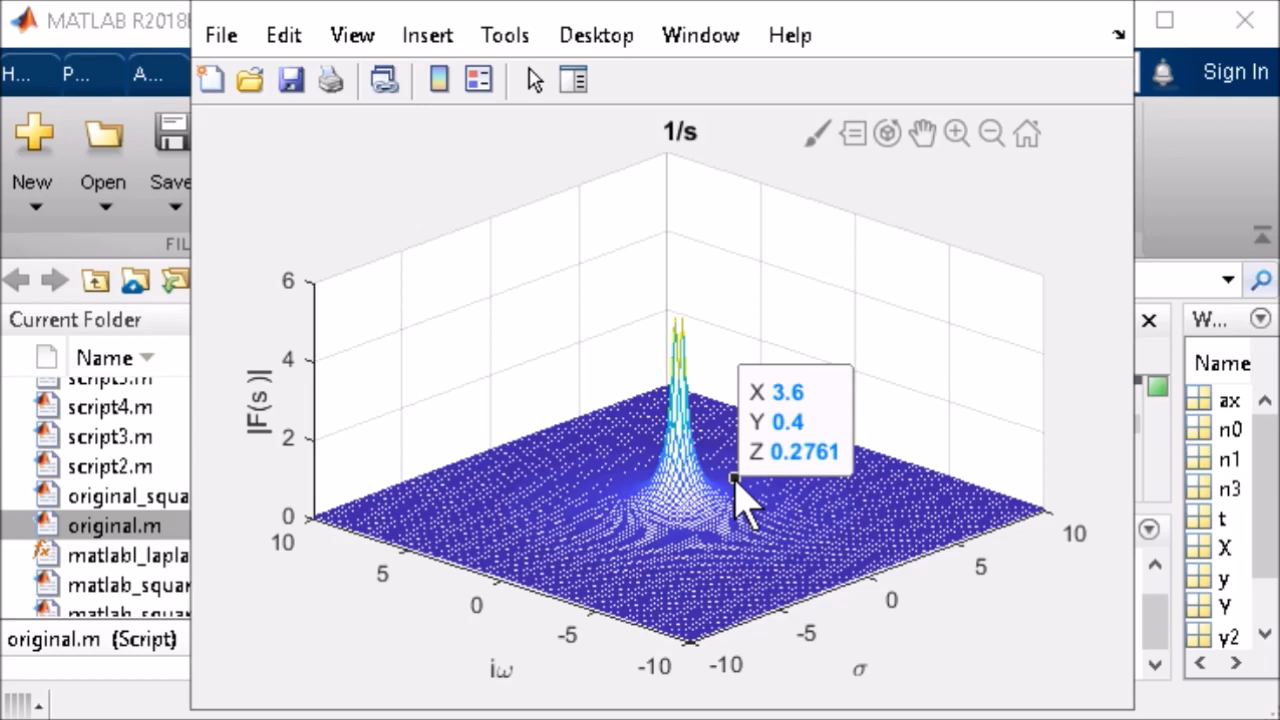 MATLAB R2018
File Edit View Insert Tools Desktop Window Help
H... P... A...
Sign In
New Open Save
FIL
1/s
Current Folder
Name
script4.m
script3.m
script2.m
original_squa
original.m
matlabl_lapla
matlab_squar
original.m (Script)
|F(s )|
6
4
2
0
X 3.6
Y 0.4
Z 0.2761
10
5
0
-5
-10
iω
-10
-5
0
5
10
σ
W...
Name
ax
n0
n1
n3
t
X
y
Y
y2